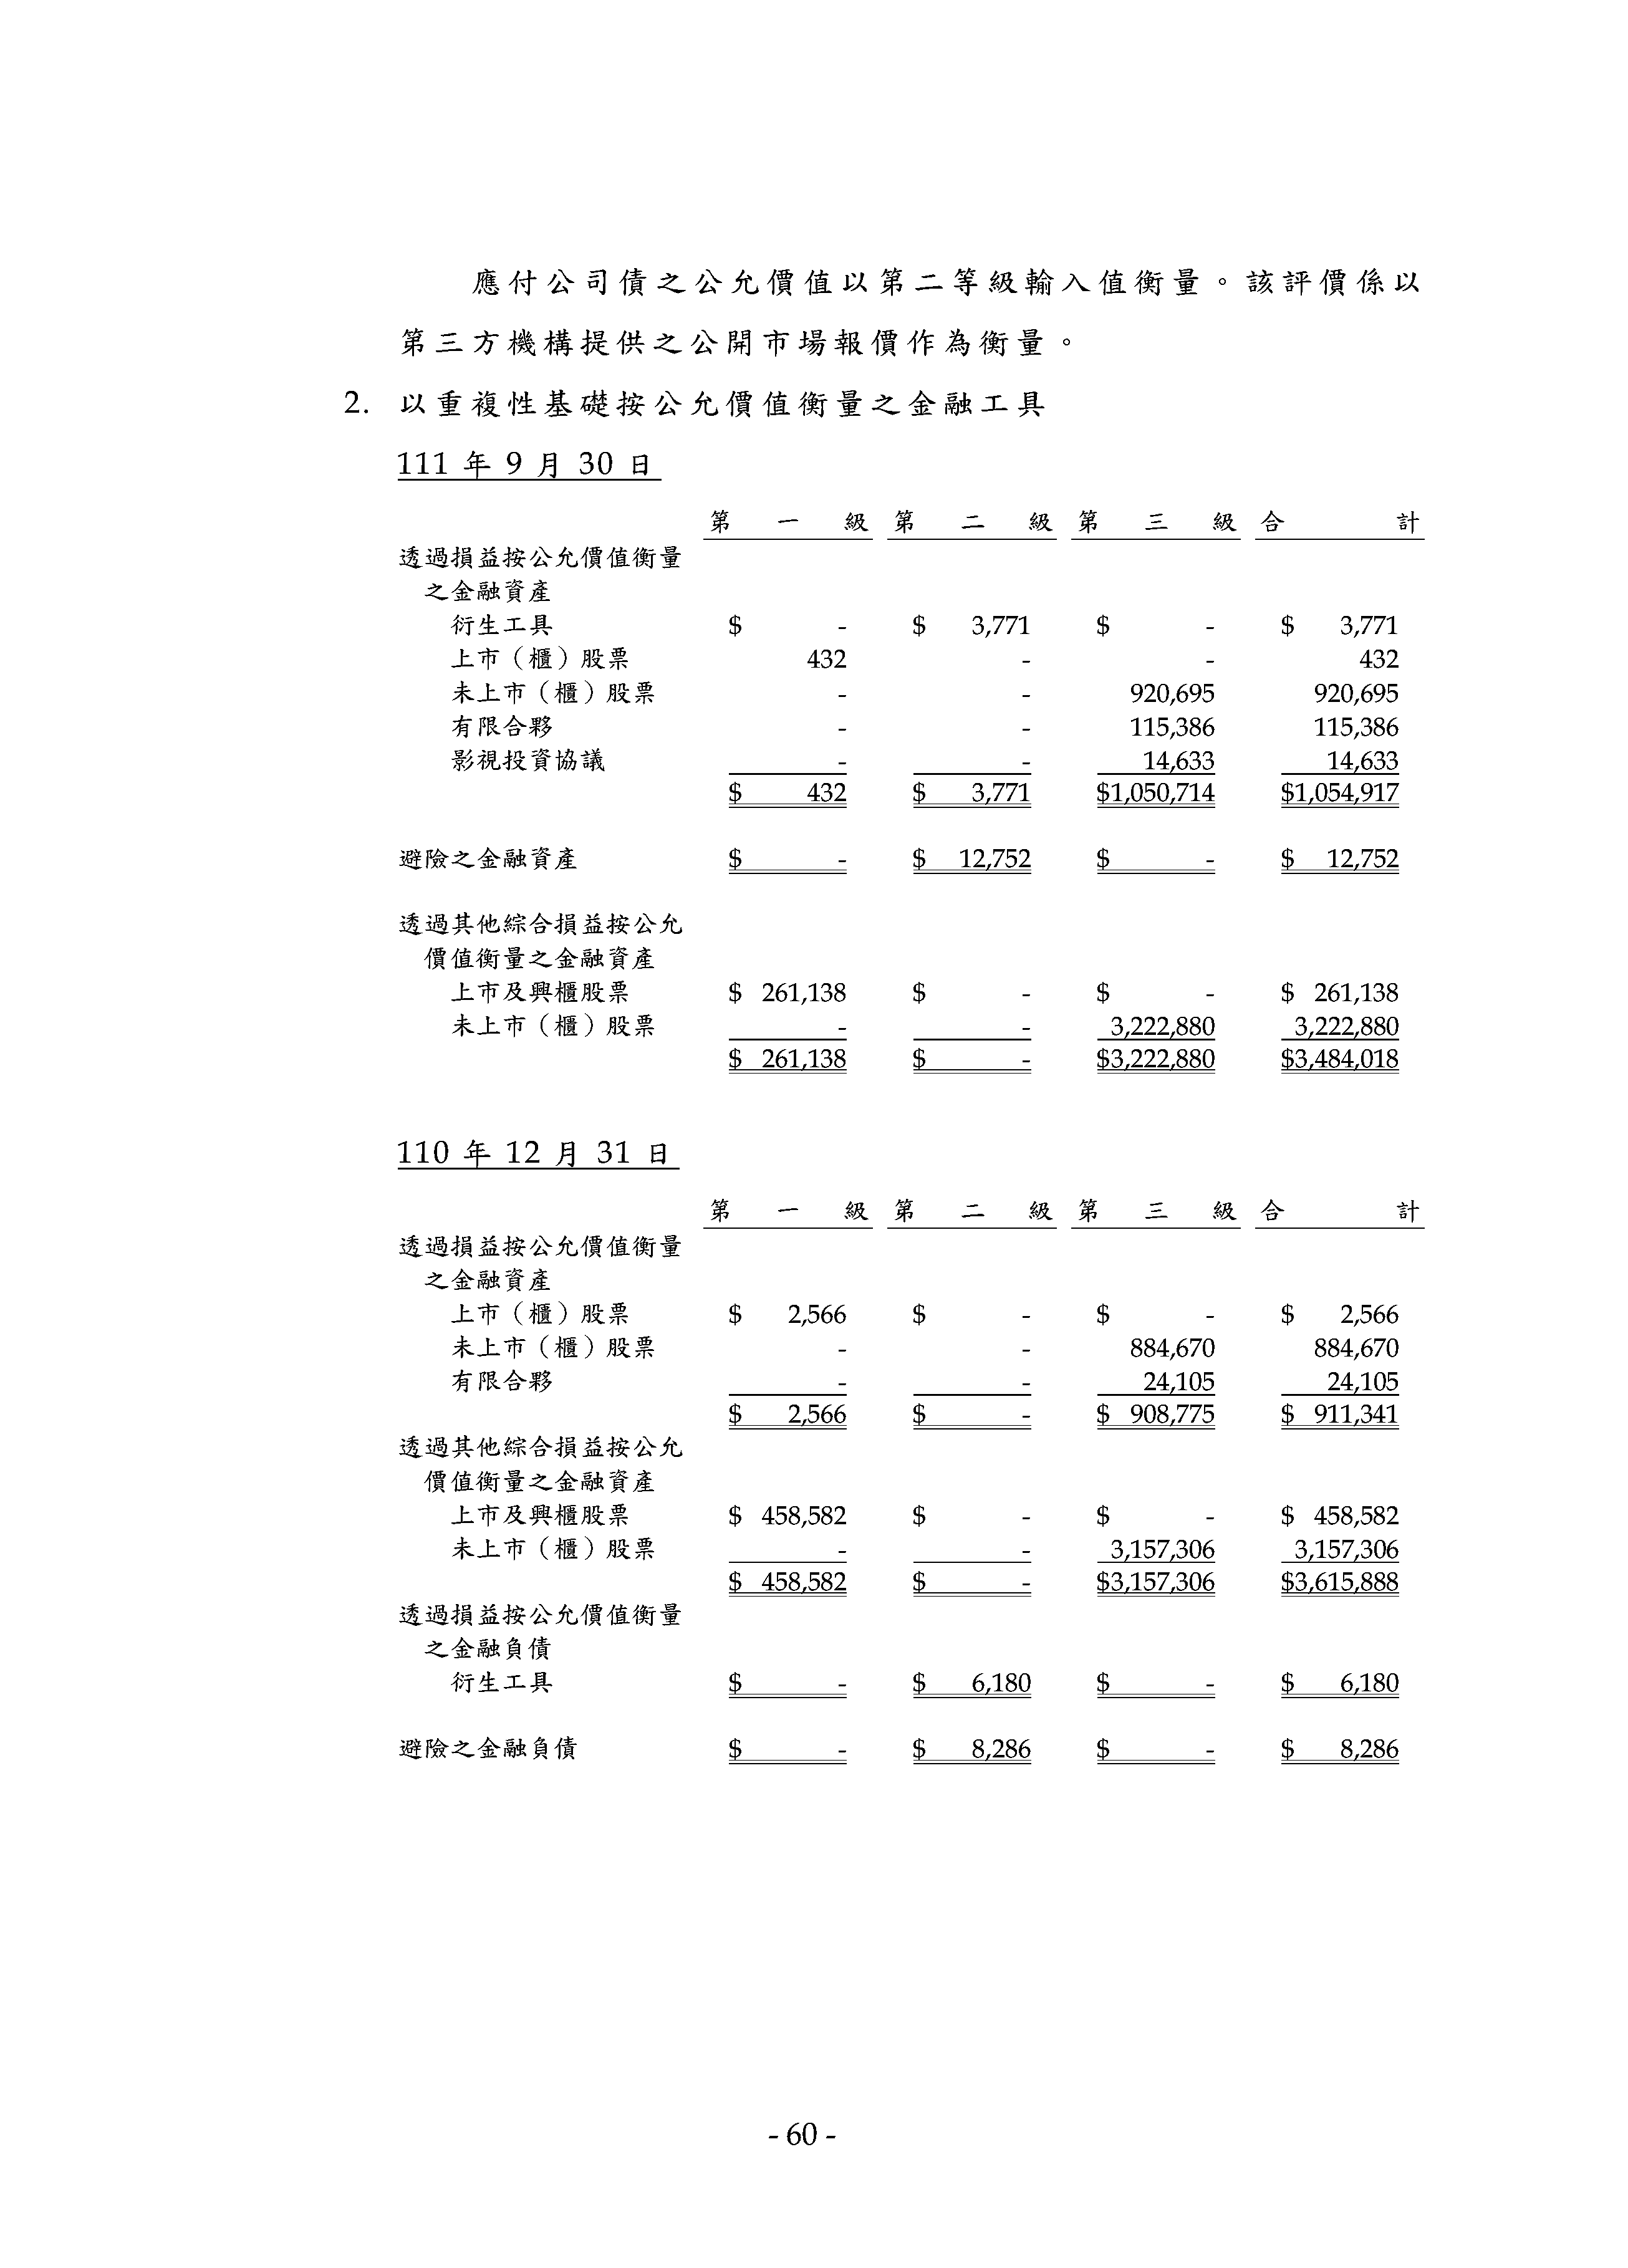 應付公司債之公允價值以第二等級輸入值衡量。該評價係以
第三方機構提供之公開市場報價作為衡量。
2. 以重複性基礎按公允價值衡量之金融工具
111 年 9 月 30 日
第一級 第二級 第三級 合計
透過損益按公允價值衡量
之金融資產
衍生工具 $ - $ 3,771 $ - $ 3,771
上市（櫃）股票 432 - - 432
未上市（櫃）股票 - - 920,695 920,695
有限合夥 - - 115,386 115,386
影視投資協議 - - 14,633 14,633
$ 432 $ 3,771 $1,050,714 $1,054,917
避險之金融資產 $ - $ 12,752 $ - $ 12,752
透過其他綜合損益按公允
價值衡量之金融資產
上市及興櫃股票 $ 261,138 $ - $ - $ 261,138
未上市（櫃）股票 - - 3,222,880 3,222,880
$ 261,138 $ - $3,222,880 $3,484,018
110 年 12 月 31 日
第一級 第二級 第三級 合計
透過損益按公允價值衡量
之金融資產
上市（櫃）股票 $ 2,566 $ - $ - $ 2,566
未上市（櫃）股票 - - 884,670 884,670
有限合夥 - - 24,105 24,105
$ 2,566 $ - $ 908,775 $ 911,341
透過其他綜合損益按公允
價值衡量之金融資產
上市及興櫃股票 $ 458,582 $ - $ - $ 458,582
未上市（櫃）股票 - - 3,157,306 3,157,306
$ 458,582 $ - $3,157,306 $3,615,888
透過損益按公允價值衡量
之金融負債
衍生工具 $ - $ 6,180 $ - $ 6,180
避險之金融負債 $ - $ 8,286 $ - $ 8,286
- 60 -